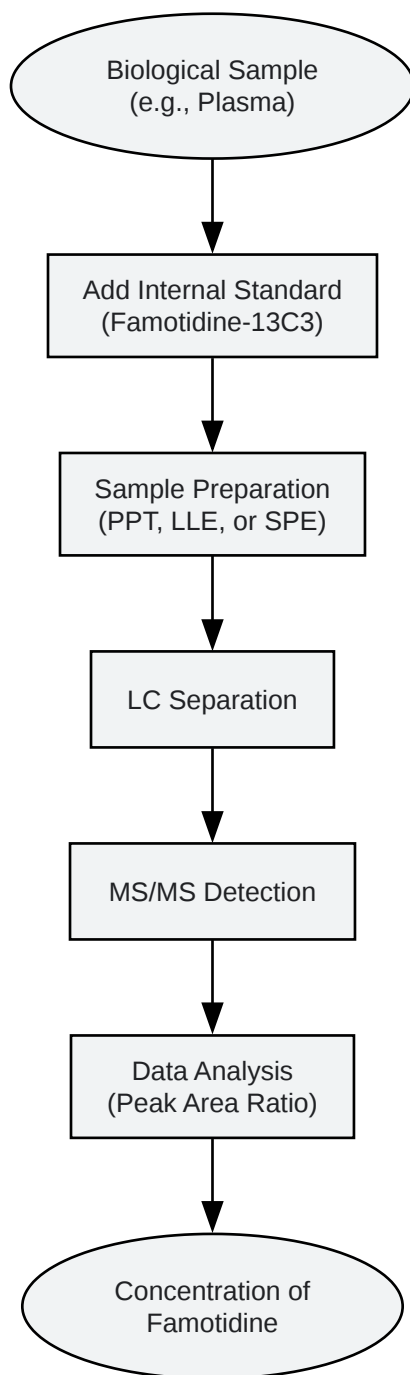 Biological Sample
(e.g., Plasma)
Add Internal Standard
(Famotidine-13C3)
Sample Preparation
(PPT, LLE, or SPE)
LC Separation
MS/MS Detection
Data Analysis
(Peak Area Ratio)
Concentration of
Famotidine